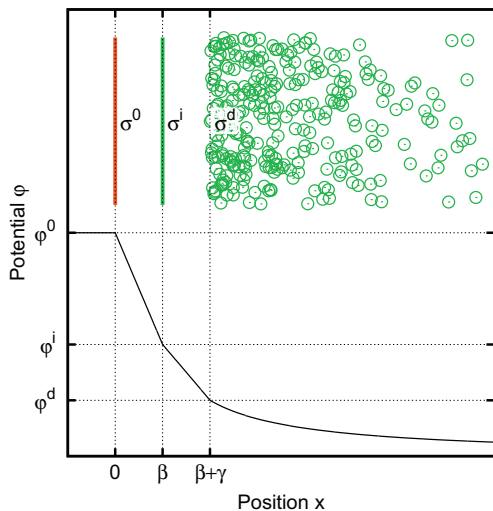 σ⁰ σⁱ σᵈ
Potential φ
φ⁰
φⁱ
φᵈ
0 β β+γ
Position x